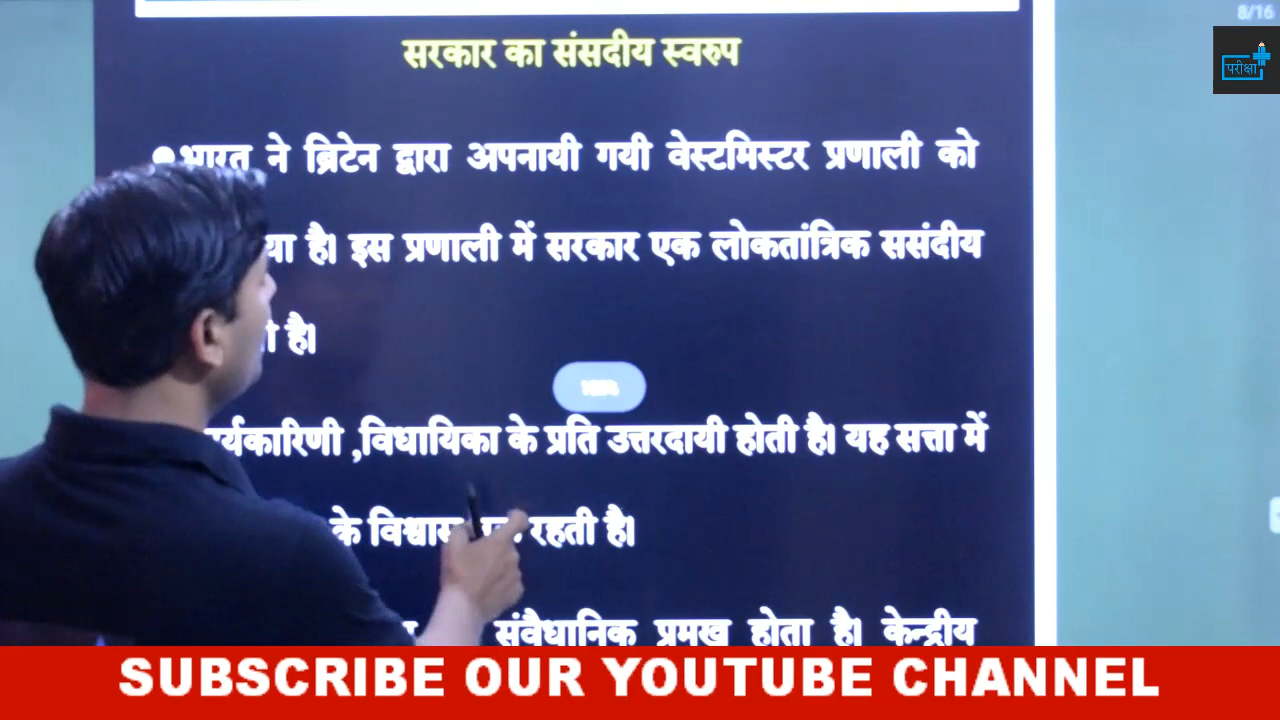 8/16
परीक्षा
सरकार का संसदीय स्वरुप
भारत ने ब्रिटेन द्वारा अपनायी गयी वेस्टमिंस्टर प्रणाली को
है। इस प्रणाली में सरकार एक लोकतांत्रिक ससंदीय
है।
,विधायिका के प्रति उत्तरदायी होती है। यह सत्ता में
के रहती है।
संवैधानिक प्रमुख होता है। केन्द्रीय
SUBSCRIBE OUR YOUTUBE CHANNEL